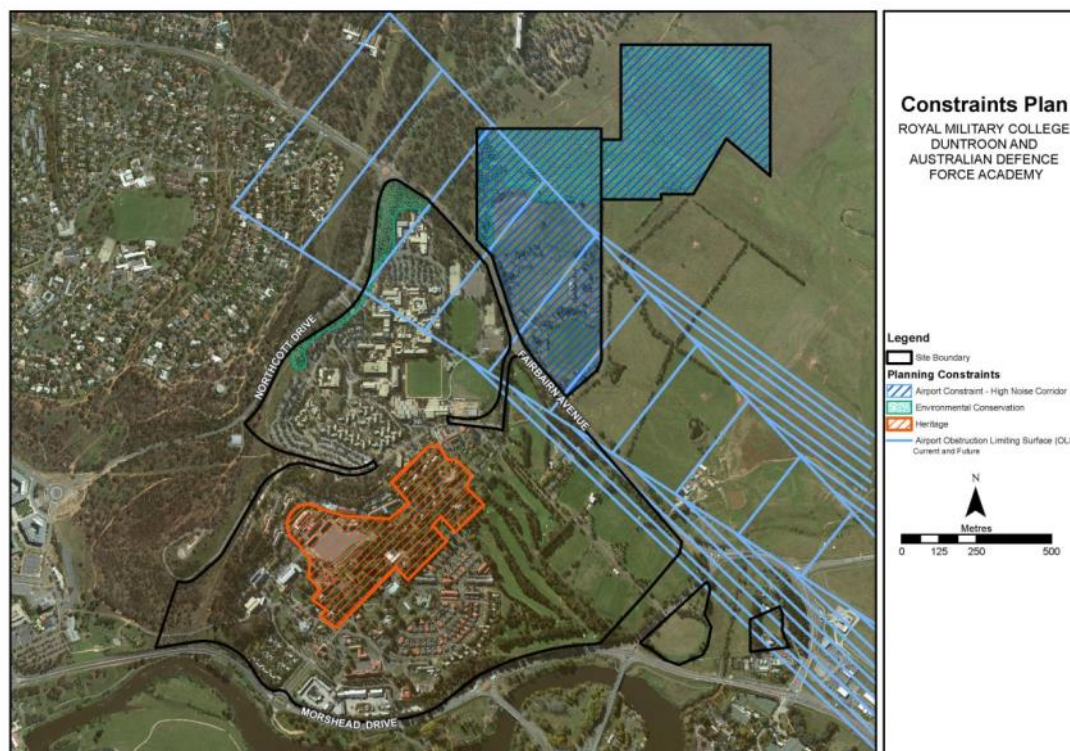 Constraints Plan
ROYAL MILITARY COLLEGE
DUNTROON AND
AUSTRALIAN DEFENCE
FORCE ACADEMY
NORTHCOTT DRIVE
FAIRBAIRN AVENUE
MORSHEAD DRIVE
Legend
Site Boundary
Planning Constraints
Airport Constraint - High Noise Corridor
Environmental Conservation
Heritage
Airport Obstruction Limiting Surface (OL
Current and Future
N
Metres
0 125 250 500